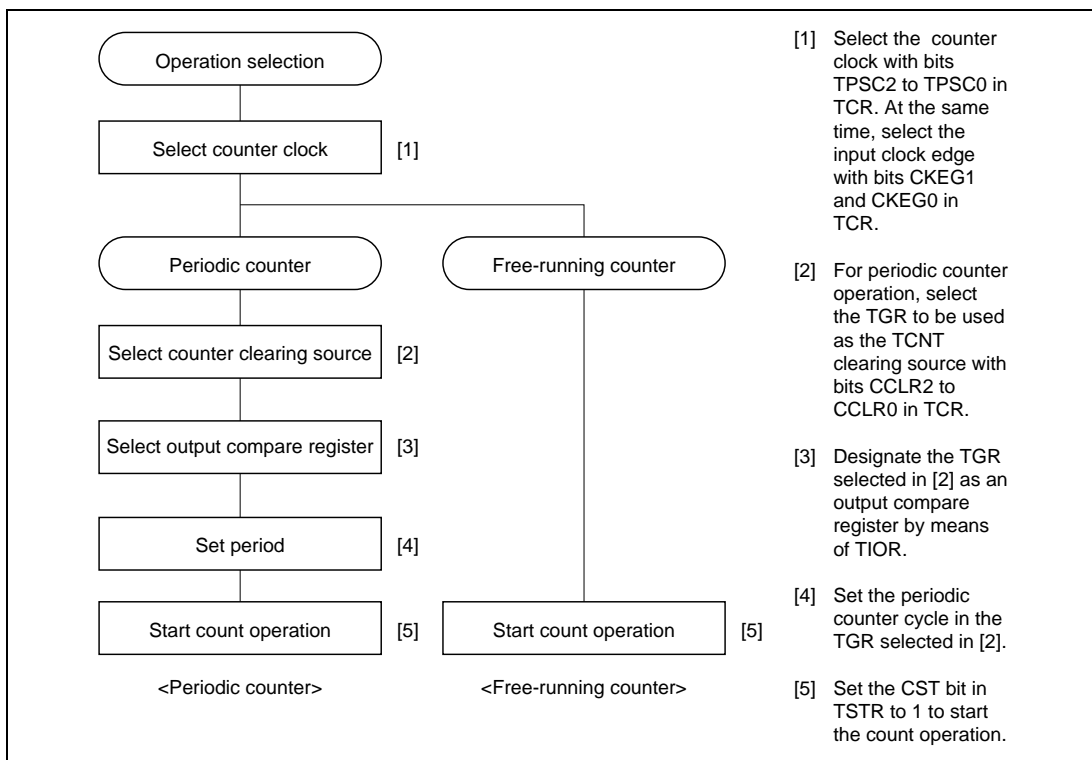 Operation selection
Select counter clock [1]
Periodic counter
Free-running counter
Select counter clearing source [2]
Select output compare register [3]
Set period [4]
Start count operation [5]
Start count operation [5]
<Periodic counter>
<Free-running counter>
[1] Select the counter
clock with bits
TPSC2 to TPSC0 in
TCR. At the same
time, select the
input clock edge
with bits CKEG1
and CKEG0 in
TCR.
[2] For periodic counter
operation, select
the TGR to be used
as the TCNT
clearing source with
bits CCLR2 to
CCLR0 in TCR.
[3] Designate the TGR
selected in [2] as an
output compare
register by means
of TIOR.
[4] Set the periodic
counter cycle in the
TGR selected in [2].
[5] Set the CST bit in
TSTR to 1 to start
the count operation.